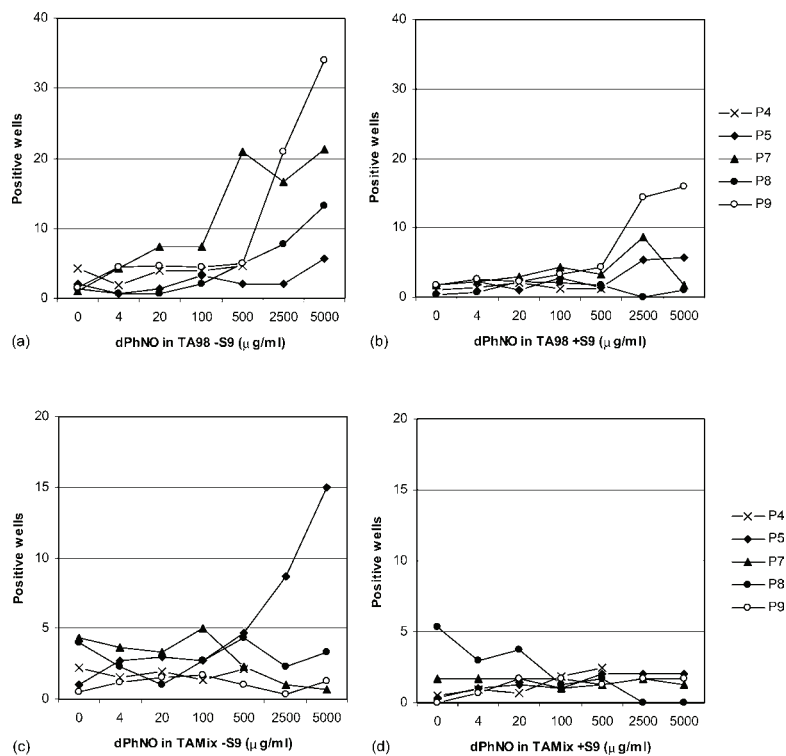 40
30
20
10
0
Positive wells
0 4 20 100 500 2500 5000
(a) dPhNO in TA98 -S9 (µ g/ml)
40
30
20
10
0
Positive wells
0 4 20 100 500 2500 5000
(b) dPhNO in TA98 +S9 (µ g/ml)
P4
P5
P7
P8
P9
20
15
10
5
0
Positive wells
0 4 20 100 500 2500 5000
(c) dPhNO in TAMix -S9 (µ g/ml)
20
15
10
5
0
Positive wells
0 4 20 100 500 2500 5000
(d) dPhNO in TAMix +S9 (µ g/ml)
P4
P5
P7
P8
P9